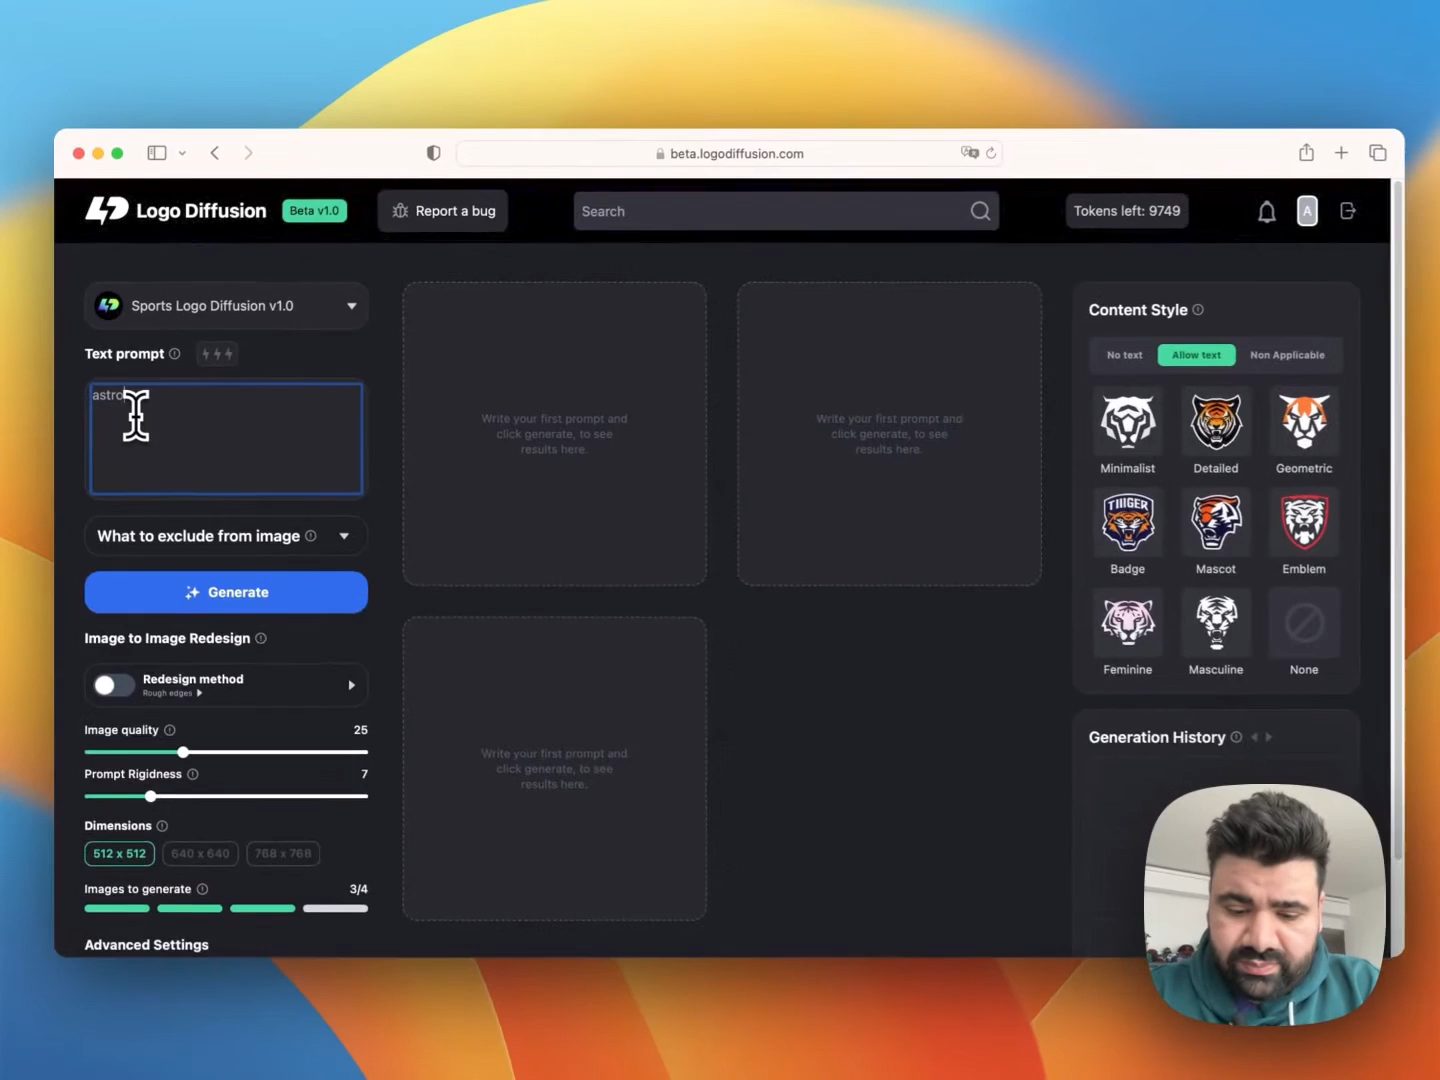 beta.logodiffusion.com
Logo Diffusion
Beta v1.0
Report a bug
Search
Tokens left: 9749
A
Sports Logo Diffusion v1.0
Text prompt
astro
What to exclude from image
Generate
Image to Image Redesign
Redesign method
Rough edges
Image quality
25
Prompt Rigidness
7
Dimensions
512 x 512
640 x 640
768 x 768
Images to generate
3/4
Advanced Settings
Write your first prompt and
click generate, to see
results here.
Write your first prompt and
click generate, to see
results here.
Write your first prompt and
click generate, to see
results here.
Content Style
No text
Allow text
Non Applicable
Minimalist
Detailed
Geometric
TIIIGER
Badge
Mascot
Emblem
Feminine
Masculine
None
Generation History